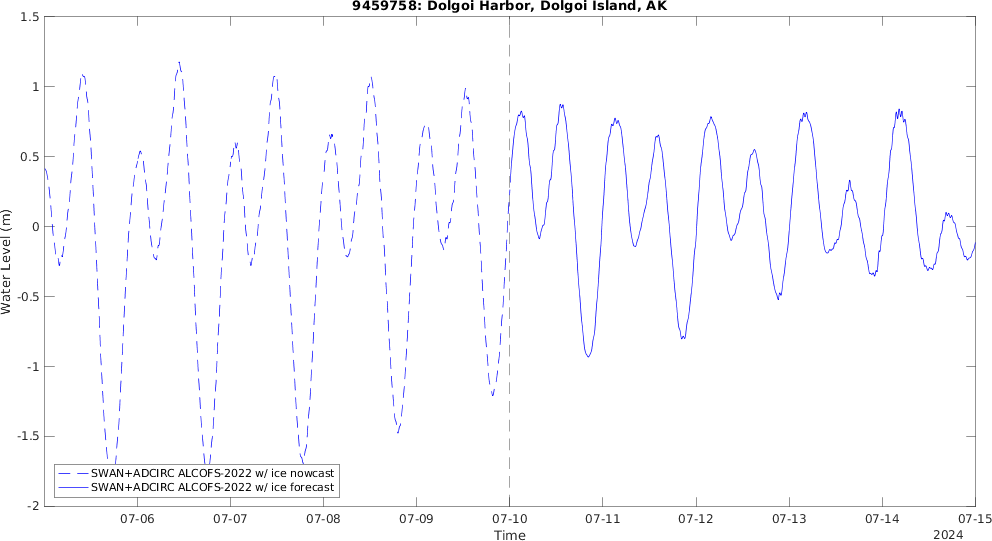 9459758: Dolgoi Harbor, Dolgoi Island, AK
1.5
1
0.5
0
-0.5
-1
-1.5
-2
Water Level (m)
SWAN+ADCIRC ALCOFS-2022 w/ ice nowcast
SWAN+ADCIRC ALCOFS-2022 w/ ice forecast
07-06 07-07 07-08 07-09 07-10 07-11 07-12 07-13 07-14 07-15
Time
2024